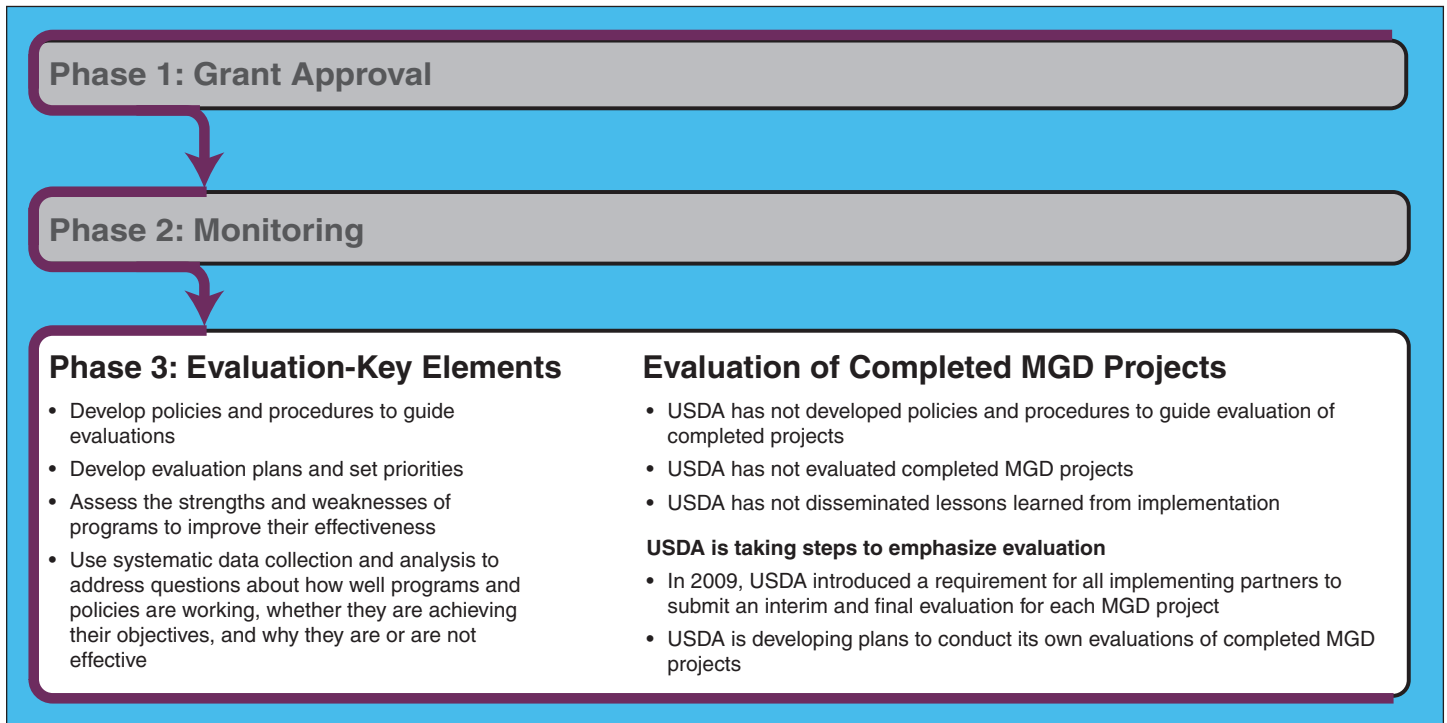 Phase 1: Grant Approval
Phase 2: Monitoring
Phase 3: Evaluation-Key Elements
• Develop policies and procedures to guide
evaluations
• Develop evaluation plans and set priorities
• Assess the strengths and weaknesses of
programs to improve their effectiveness
• Use systematic data collection and analysis to
address questions about how well programs and
policies are working, whether they are achieving
their objectives, and why they are or are not
effective
Evaluation of Completed MGD Projects
• USDA has not developed policies and procedures to guide evaluation of
completed projects
• USDA has not evaluated completed MGD projects
• USDA has not disseminated lessons learned from implementation
USDA is taking steps to emphasize evaluation
• In 2009, USDA introduced a requirement for all implementing partners to
submit an interim and final evaluation for each MGD project
• USDA is developing plans to conduct its own evaluations of completed MGD
projects